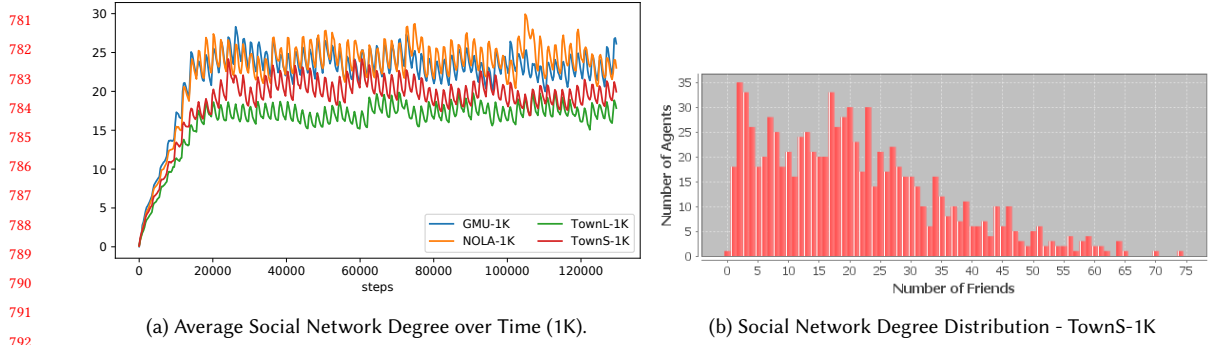 781
782
783
784
785
786
787
788
789
790
791
792
30
25
20
15
10
5
0
GMU-1K
NOLA-1K
TownL-1K
TownS-1K
0 20000 40000 60000 80000 100000 120000
steps
(a) Average Social Network Degree over Time (1K).
35
30
25
20
15
10
5
0
Number of Agents
0 5 10 15 20 25 30 35 40 45 50 55 60 65 70 75
Number of Friends
(b) Social Network Degree Distribution - TownS-1K